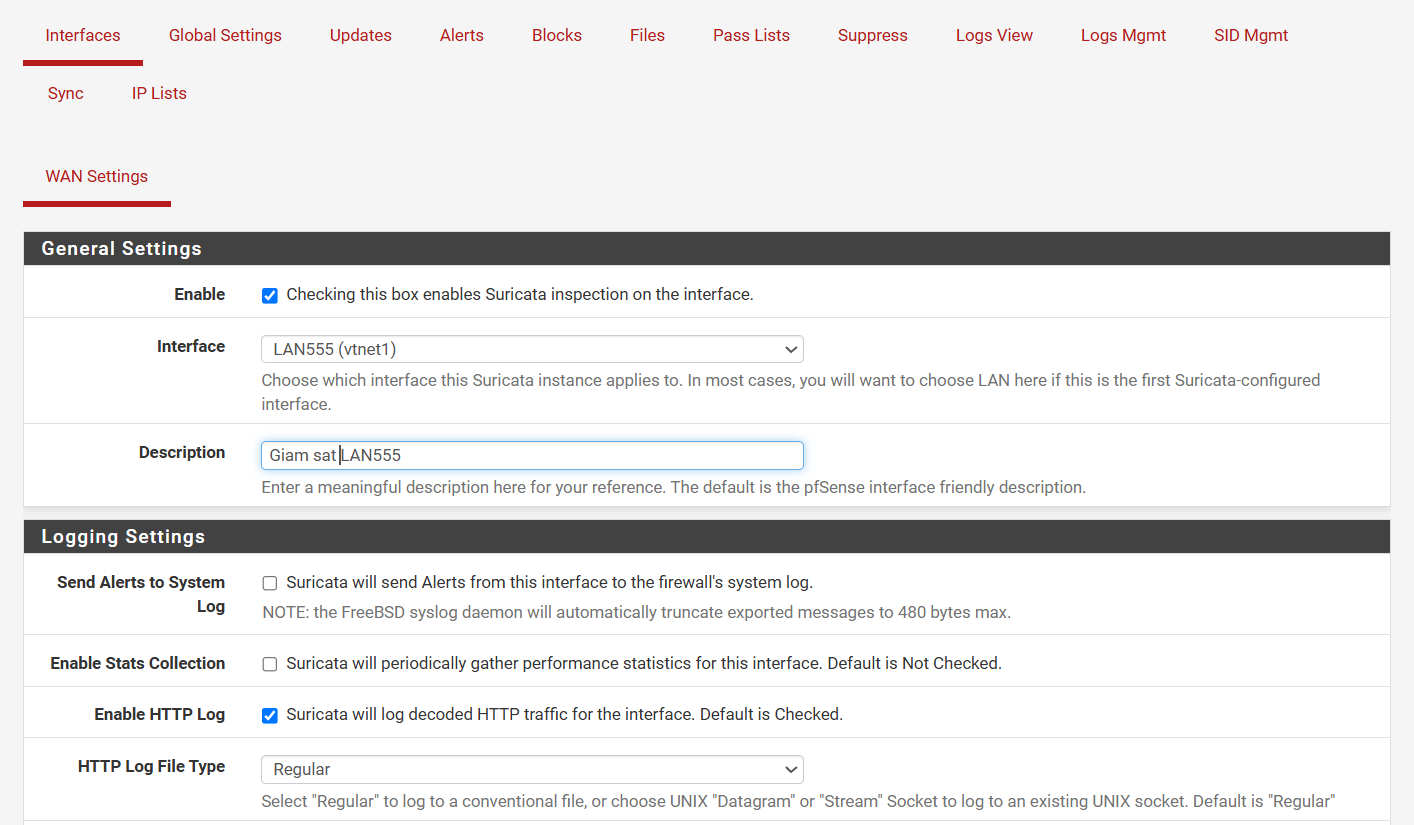 Interfaces Global Settings Updates Alerts Blocks Files Pass Lists Suppress Logs View Logs Mgmt SID Mgmt
Sync IP Lists
WAN Settings
General Settings
Enable Checking this box enables Suricata inspection on the interface.
Interface LAN555 (vtnet1)
Choose which interface this Suricata instance applies to. In most cases, you will want to choose LAN here if this is the first Suricata-configured
interface.
Description Giam sat LAN555
Enter a meaningful description here for your reference. The default is the pfSense interface friendly description.
Logging Settings
Send Alerts to System Suricata will send Alerts from this interface to the firewall's system log.
Log NOTE: the FreeBSD syslog daemon will automatically truncate exported messages to 480 bytes max.
Enable Stats Collection Suricata will periodically gather performance statistics for this interface. Default is Not Checked.
Enable HTTP Log Suricata will log decoded HTTP traffic for the interface. Default is Checked.
HTTP Log File Type Regular
Select "Regular" to log to a conventional file, or choose UNIX "Datagram" or "Stream" Socket to log to an existing UNIX socket. Default is "Regular"